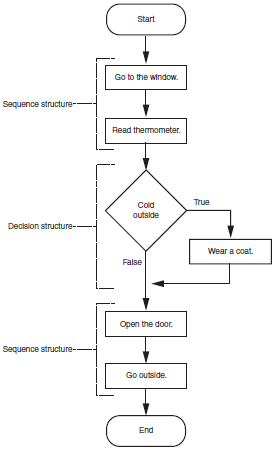 Start
Go to the window.
Sequence structure
Read thermometer.
Cold
outside
True
Decision structure
Wear a coat.
False
Open the door.
Sequence structure
Go outside.
End